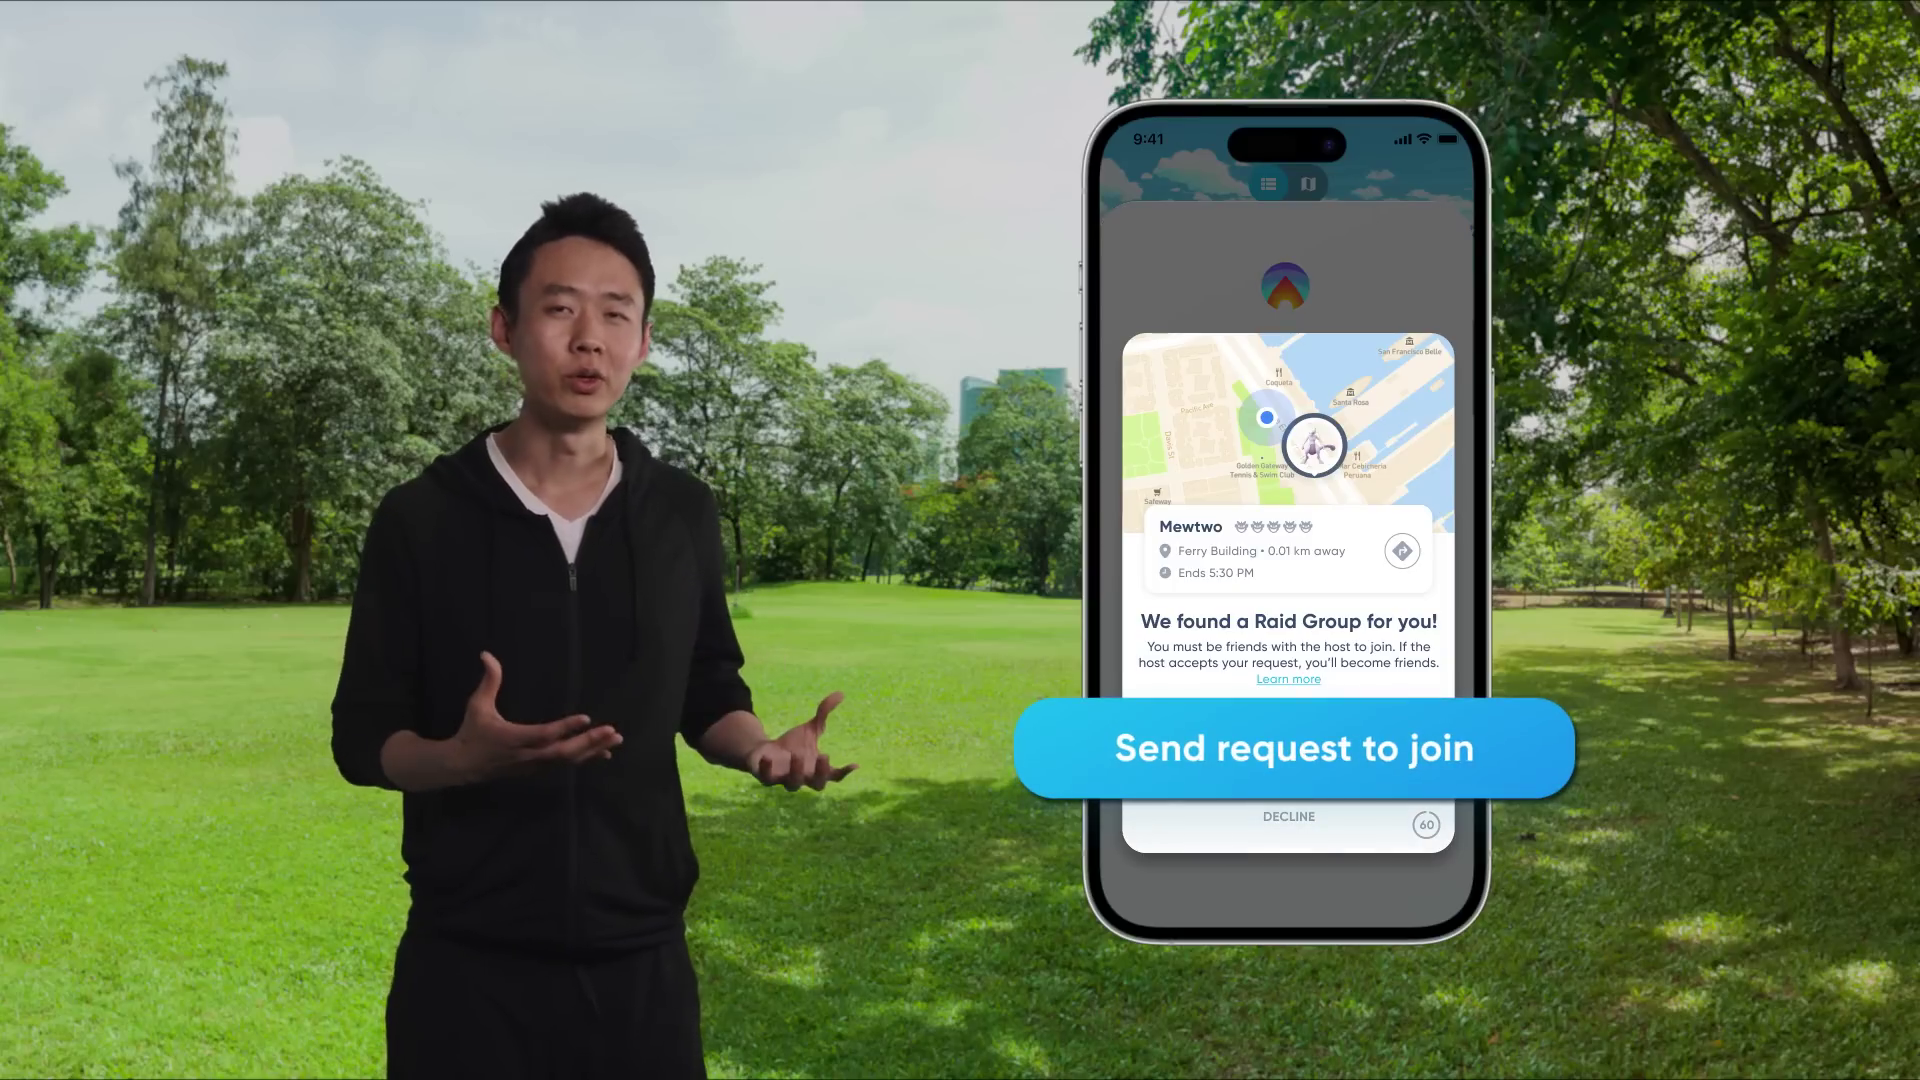 9:41
San Francisco Belle
Coqueta
Santa Rosa
Pacific Ave
Davis St
Golden Gateway
Tennis & Swim Club
Cebicheria
Peruana
Safeway
Mewtwo
Ferry Building • 0.01 km away
Ends 5:30 PM
We found a Raid Group for you!
You must be friends with the host to join. If the
host accepts your request, you'll become friends.
Learn more
Send request to join
DECLINE
60